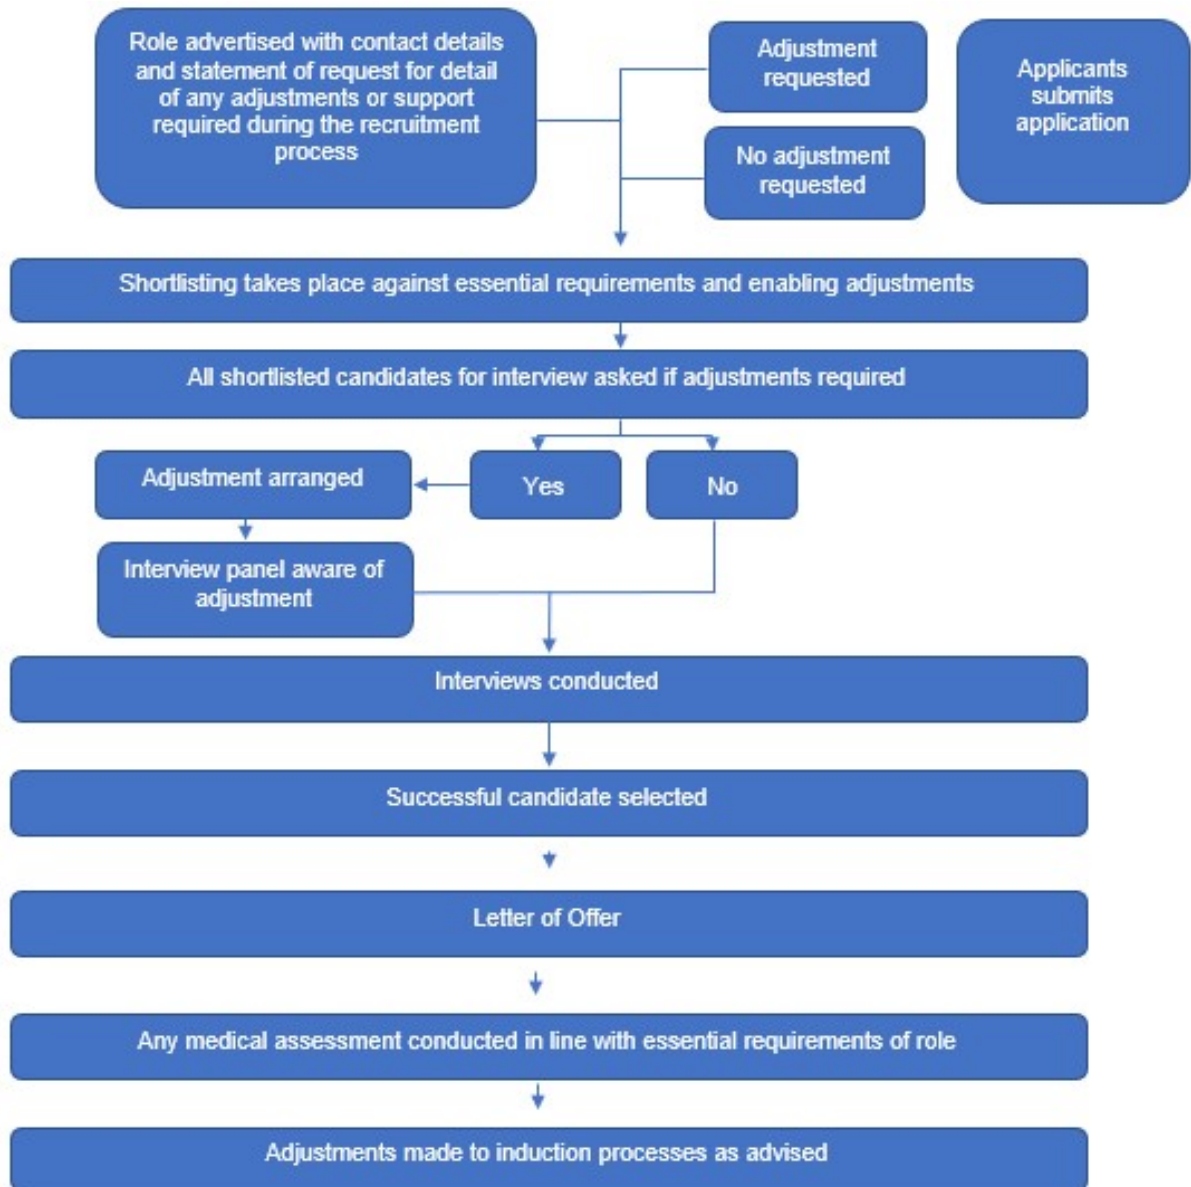 Role advertised with contact details
and statement of request for detail
of any adjustments or support
required during the recruitment
process
Adjustment
requested
No adjustment
requested
Applicants
submits
application
Shortlisting takes place against essential requirements and enabling adjustments
All shortlisted candidates for interview asked if adjustments required
Adjustment arranged
Yes
No
Interview panel aware of
adjustment
Interviews conducted
Successful candidate selected
Letter of Offer
Any medical assessment conducted in line with essential requirements of role
Adjustments made to induction processes as advised